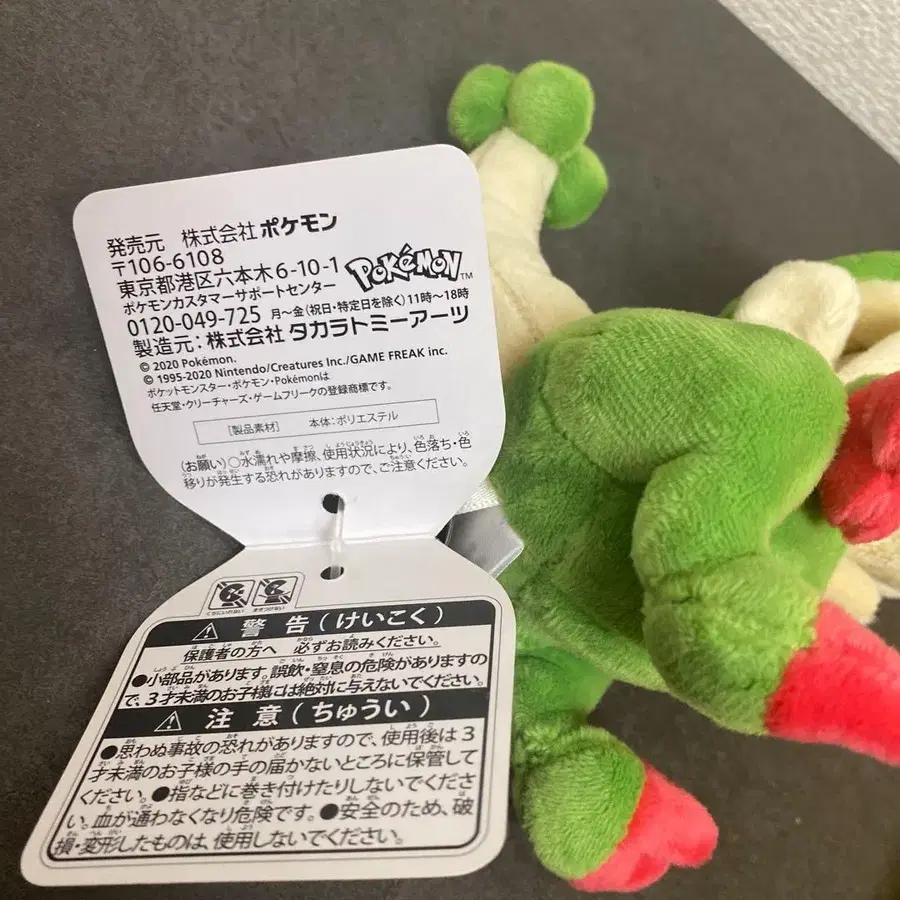 発売元 株式会社ポケモン
〒106-6108
東京都港区六本木6-10-1
POKéMON™
ポケモンカスタマーサポートセンター
0120-049-725 月〜金(祝日・特定日を除く)11時〜18時
製造元:株式会社 タカラトミーアーツ
© 2020 Pokémon.
© 1995-2020 Nintendo/Creatures Inc./GAME FREAK inc.
ポケットモンスター・ポケモン・Pokémonは
任天堂・クリーチャーズ・ゲームフリークの登録商標です。
[製品素材] 本体:ポリエステル
(お願い)○水濡れや摩擦、使用状況により、色落ち・色
移りが発生する恐れがありますので、ご注意ください。
くちにいれない まきつけない
警告(けいこく)
保護者の方へ 必ずお読みください。
●小部品があります。誤飲・窒息の危険がありますの
で、3才未満のお子様には絶対に与えないでください。
注意(ちゅうい)
●思わぬ事故の恐れがありますので、使用後は3
才未満のお子様の手の届かないところに保管して
ください。●指などに巻き付けたりしないでくださ
い。血が通わなくなり危険です。●安全のため、破
損・変形したものは、使用しないでください。